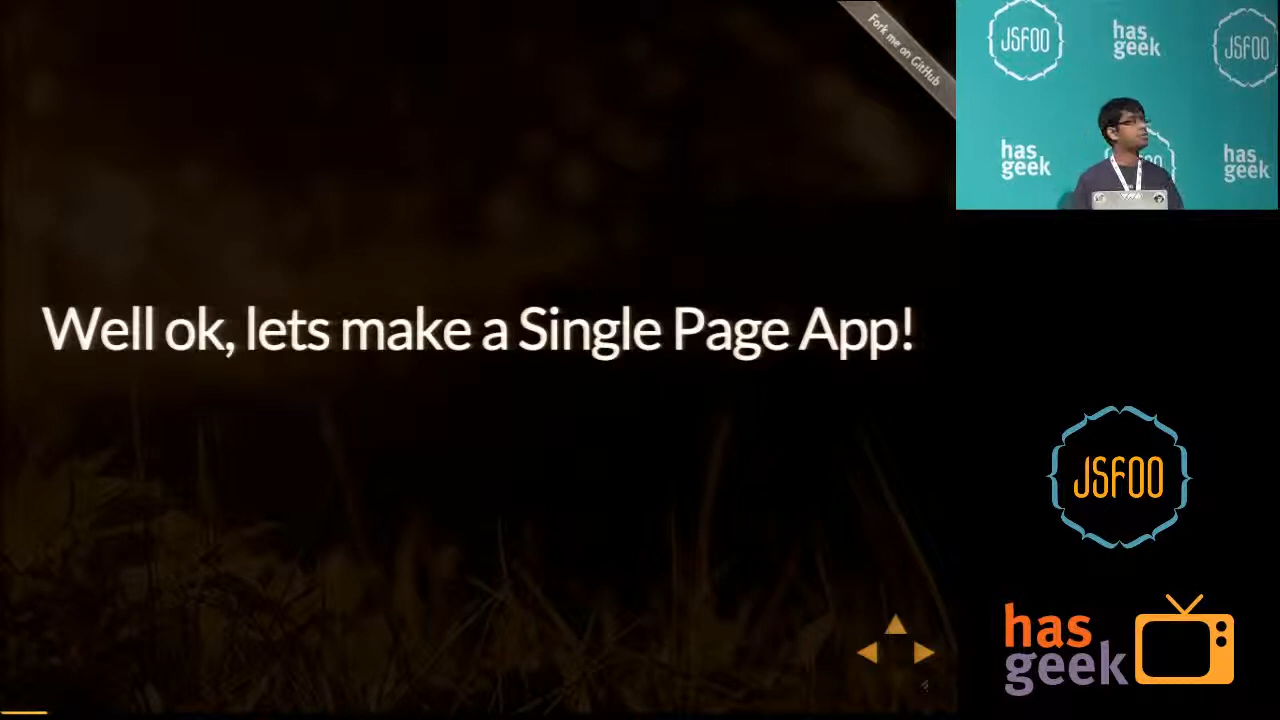 Fork me on GitHub
JSFOO
has
geek
JSFOO
has
geek
has
geek
Well ok, lets make a Single Page App!
JSFOO
has
geek